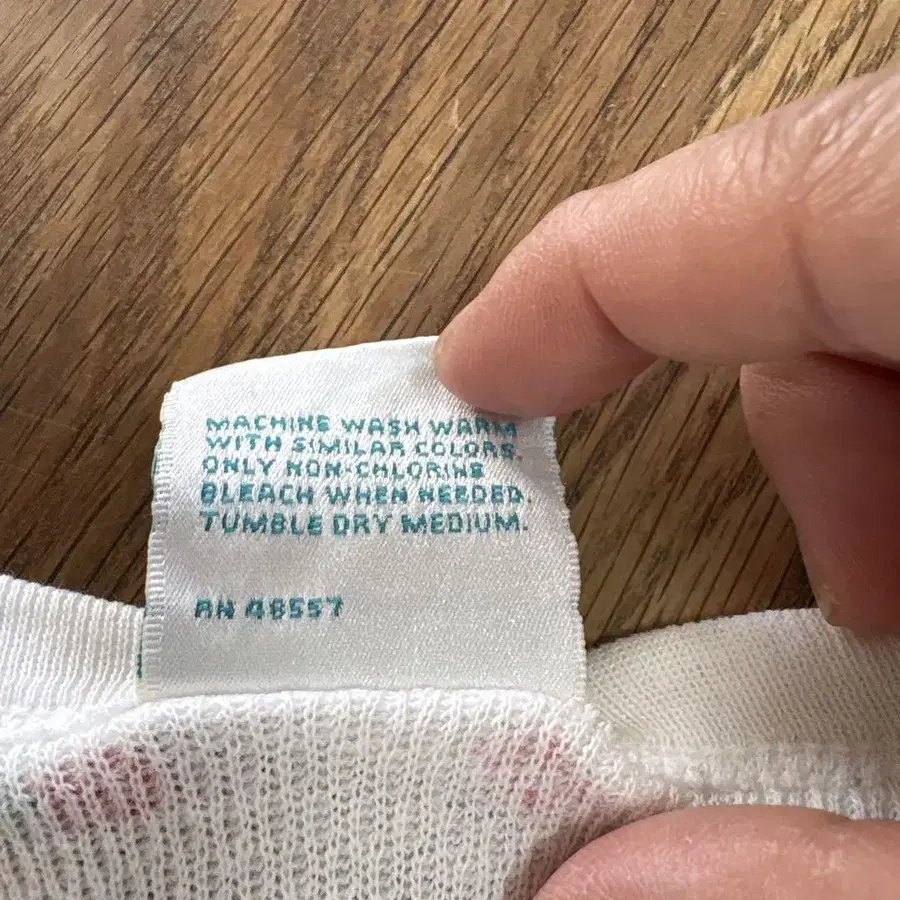 MACHINE WASH WARM
WITH SIMILAR COLORS.
ONLY NON-CHLORINE
BLEACH WHEN NEEDED.
TUMBLE DRY MEDIUM.
RN 48557